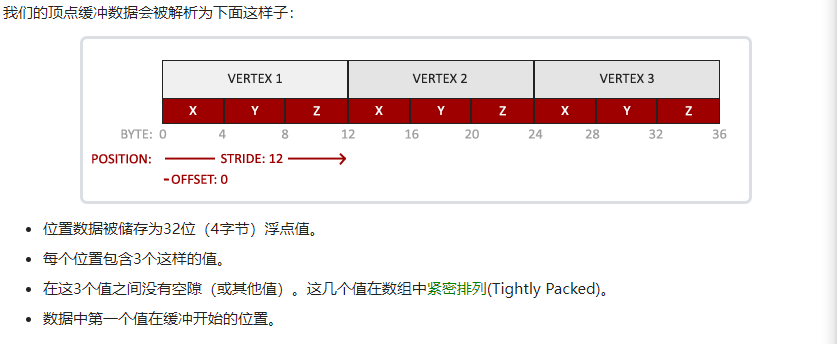 我们的顶点缓冲数据会被解析为下面这样子：
VERTEX 1 VERTEX 2 VERTEX 3
X Y Z X Y Z X Y Z
BYTE: 0 4 8 12 16 20 24 28 32 36
POSITION: STRIDE: 12
OFFSET: 0
位置数据被储存为32位（4字节）浮点值。
每个位置包含3个这样的值。
在这3个值之间没有空隙（或其他值）。这几个值在数组中紧密排列(Tightly Packed)。
数据中第一个值在缓冲开始的位置。